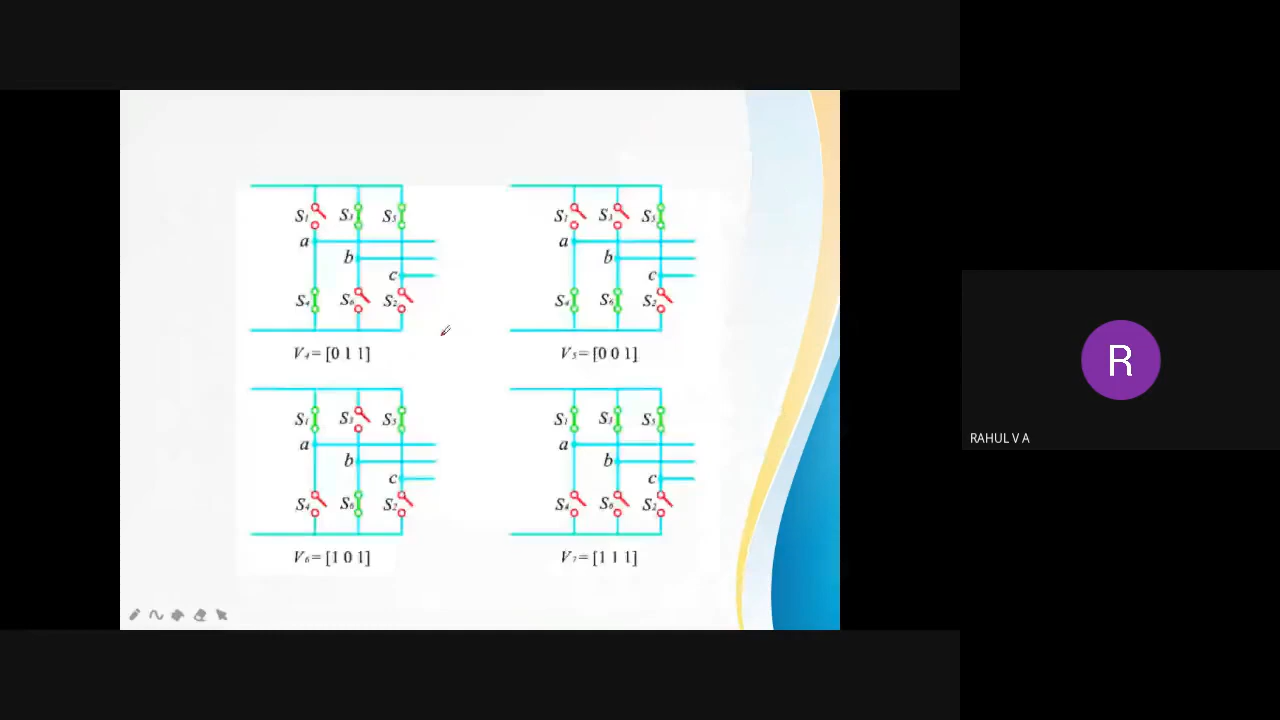 S₁ S₃ S₅
a
b
c
S₄ S₆ S₂
V₄= [0 1 1]
S₁ S₃ S₅
a
b
c
S₄ S₆ S₂
V₅= [0 0 1]
S₁ S₃ S₅
a
b
c
S₄ S₆ S₂
V₆= [1 0 1]
S₁ S₃ S₅
a
b
c
S₄ S₆ S₂
V₇= [1 1 1]
R
RAHUL V A